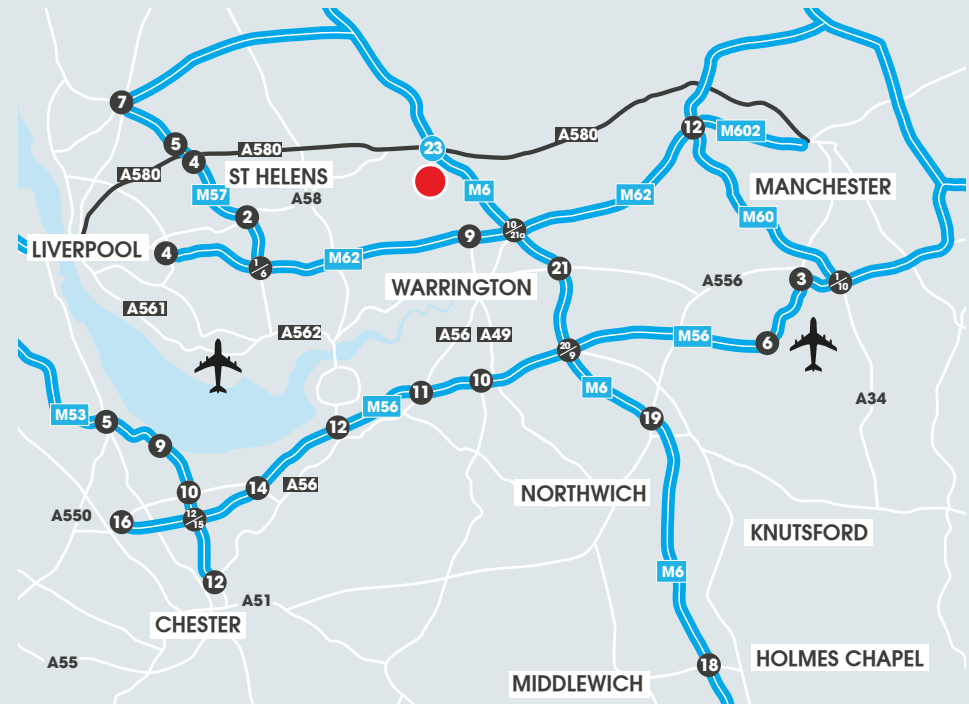 7
5
4
A580
A580
A580
23
12
M602
ST HELENS
M57
A58
M6
M62
MANCHESTER
2
M60
LIVERPOOL
4
1/6
M62
9
10/21a
21
WARRINGTON
A556
3
1/10
A561
A562
A56
A49
20/9
M56
6
M53
5
M56
11
10
M6
A34
12
19
9
10
14
A56
NORTHWICH
A550
16
12/15
KNUTSFORD
M6
12
A51
CHESTER
A55
18
HOLMES CHAPEL
MIDDLEWICH